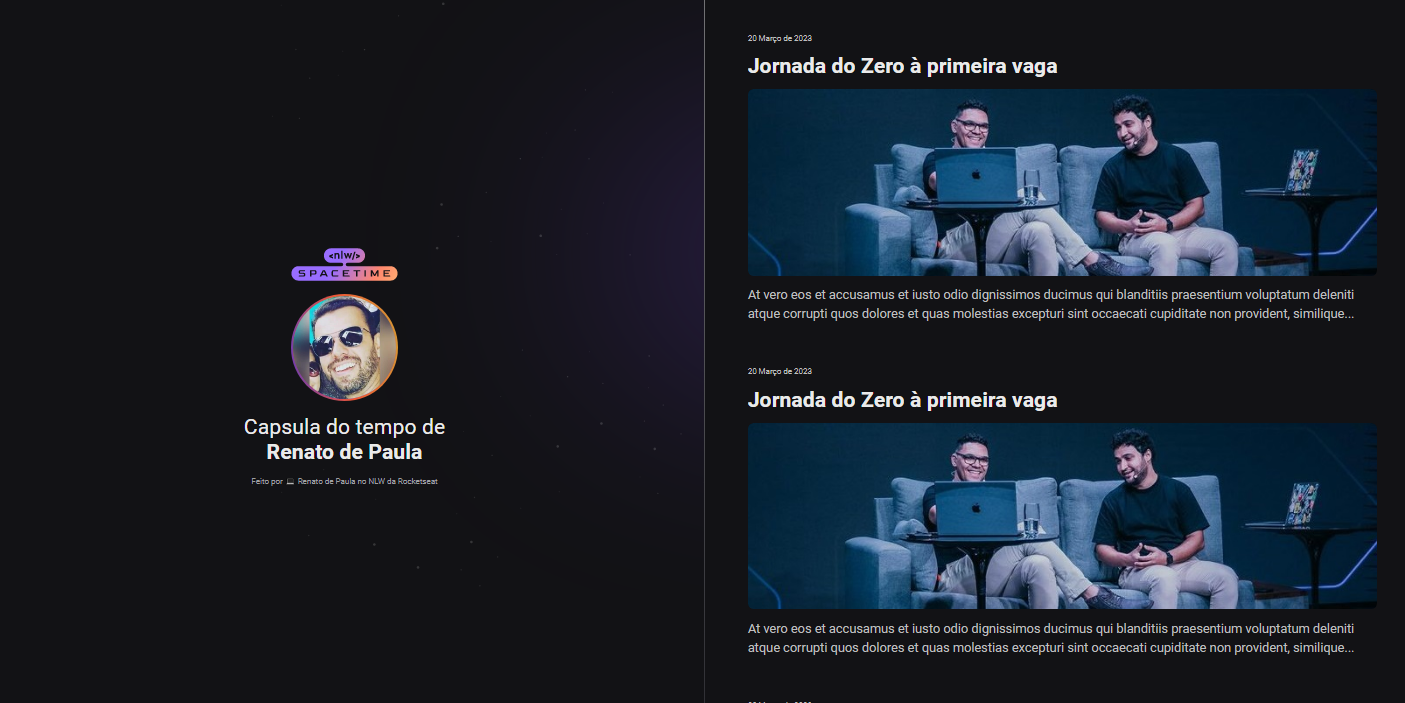 <nlw/>
SPACETIME
Capsula do tempo de
Renato de Paula
Feito por 💻 Renato de Paula no NLW da Rocketseat
20 Março de 2023
Jornada do Zero à primeira vaga
At vero eos et accusamus et iusto odio dignissimos ducimus qui blanditiis praesentium voluptatum deleniti
atque corrupti quos dolores et quas molestias excepturi sint occaecati cupiditate non provident, similique...
20 Março de 2023
Jornada do Zero à primeira vaga
At vero eos et accusamus et iusto odio dignissimos ducimus qui blanditiis praesentium voluptatum deleniti
atque corrupti quos dolores et quas molestias excepturi sint occaecati cupiditate non provident, similique...